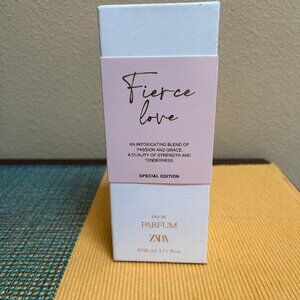 Fierce
love
AN INTOXICATING BLEND OF
PASSION AND GRACE,
A DUALITY OF STRENGTH AND
TENDERNESS
SPECIAL EDITION
EAU DE
PARFUM
ZARA